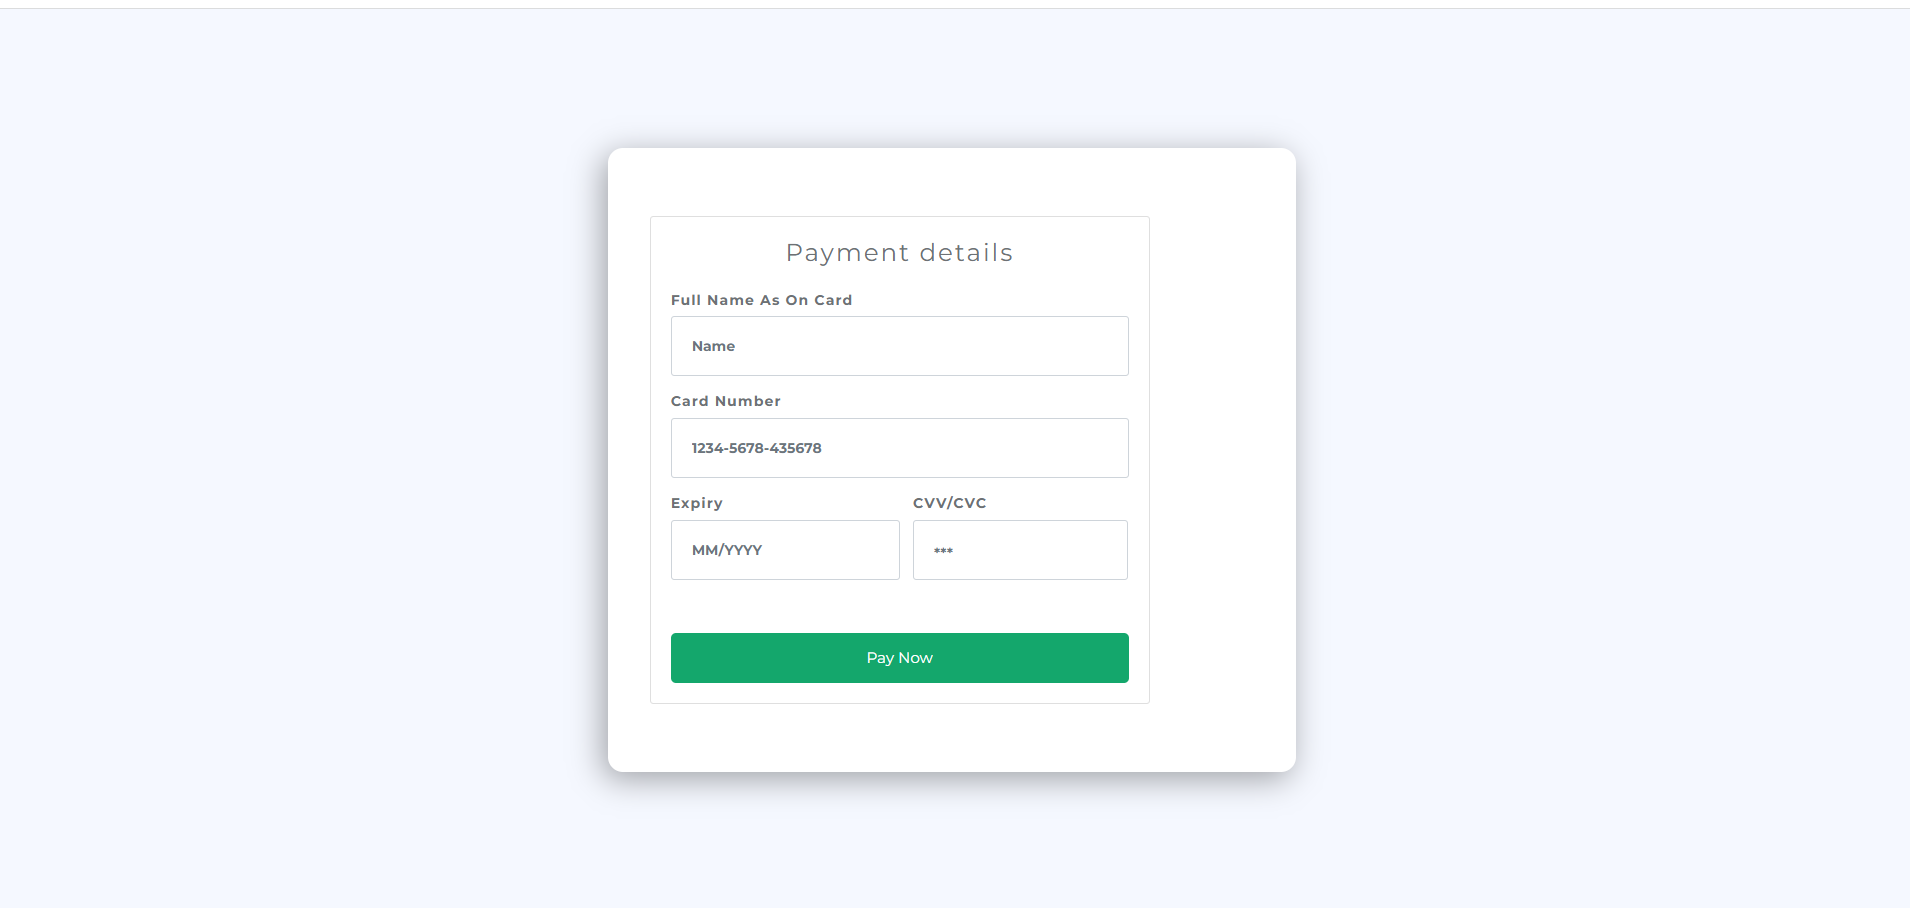 Payment details
Full Name As On Card
Name
Card Number
1234-5678-435678
Expiry CVV/CVC
MM/YYYY ***
Pay Now